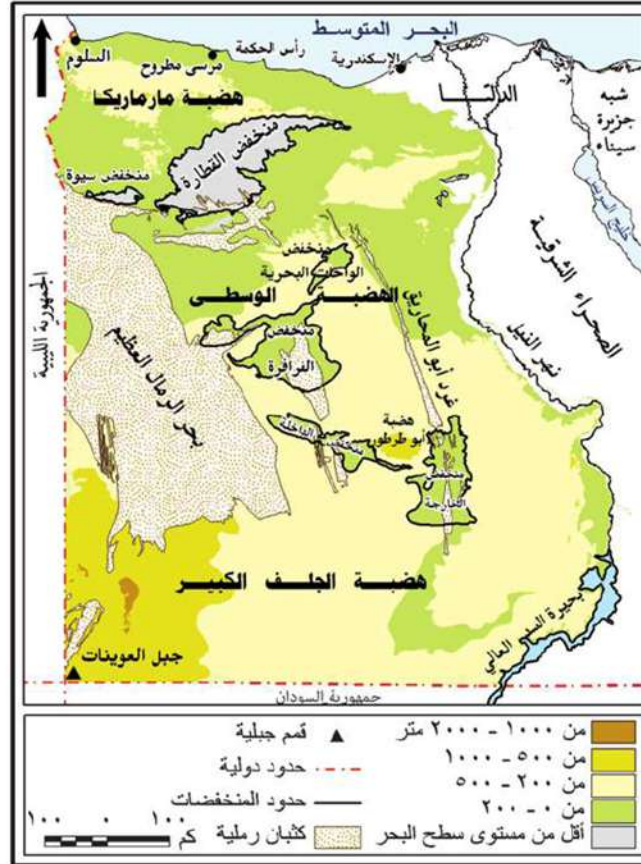 البحر المتوسط
السلوم
مرسى مطروح
رأس الحكمة
الإسكندرية
الدلتا
شبه
جزيرة
سيناء
خليج السويس
هضبة مارماريكا
منخفض القطارة
منخفض سيوة
منخفض
الواحات البحرية
الهضبة الوسطى
الصحراء الشرقية
نهر النيل
غرد أبو المحاريق
الجمهورية الليبية
بحر الرمال العظيم
منخفض
الفرافرة
هضبة
أبو طرطور
منخفض الداخلة
منخفض
الخارجة
هضبة الجلف الكبير
بحيرة السد العالي
جبل العوينات
جمهورية السودان
من ١٠٠٠ - ٢٠٠٠ متر
من ٥٠٠ - ١٠٠٠
من ٢٠٠ - ٥٠٠
من ٠ - ٢٠٠
أقل من مستوى سطح البحر
قمم جبلية
حدود دولية
حدود المنخفضات
كثبان رملية
١٠٠ ٠ ١٠٠
كم